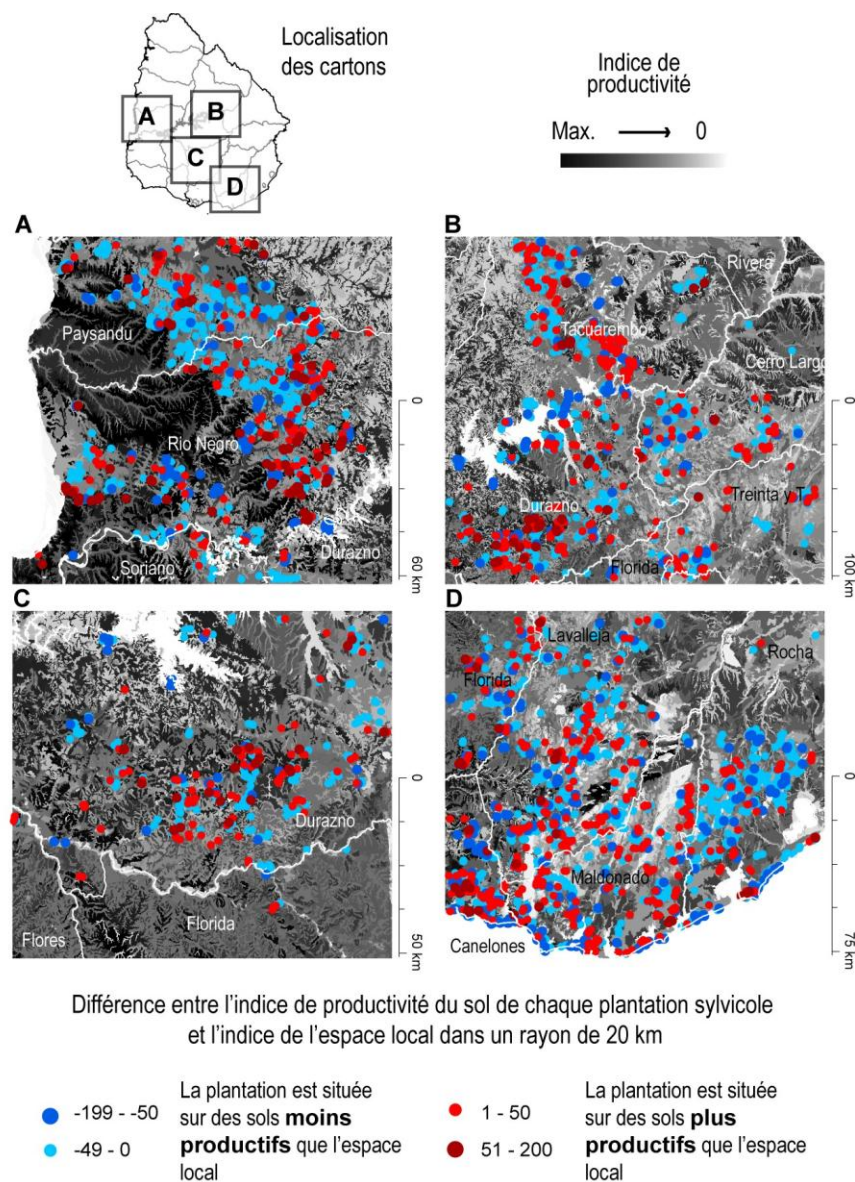 Localisation
des cartons
Indice de
productivité
Max. → 0
A
B
C
D
A
Paysandu
Rio Negro
Soriano
Durazno
0
60 km
B
Rivera
Tacuarembo
Cerro Largo
Durazno
Treinta y T
Florida
0
100 km
C
Durazno
Flores
Florida
0
50 km
D
Lavalleja
Rocha
Florida
Maldonado
Canelones
0
75 km
Différence entre l'indice de productivité du sol de chaque plantation sylvicole
et l'indice de l'espace local dans un rayon de 20 km
-199 - -50
-49 - 0
La plantation est située
sur des sols moins
productifs que l'espace
local
1 - 50
51 - 200
La plantation est située
sur des sols plus
productifs que l'espace
local